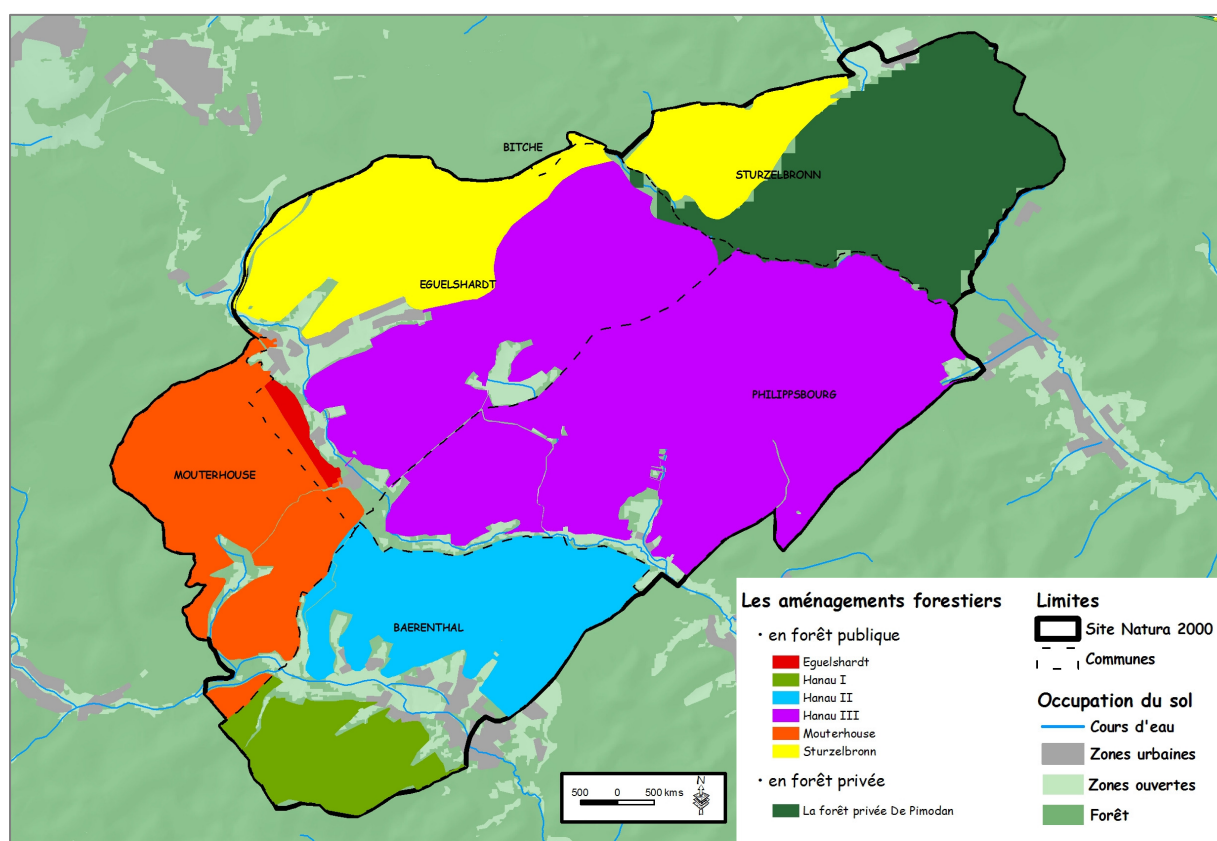 BITCHE
STURZELBRONN
EGUELSHARDT
PHILIPPSBOURG
MOUTERHOUSE
BAERENTHAL
Les aménagements forestiers
· en forêt publique
Eguelshardt
Hanau I
Hanau II
Hanau III
Mouterhouse
Sturzelbronn
· en forêt privée
La forêt privée De Pimodan
Limites
Site Natura 2000
Communes
Occupation du sol
Cours d'eau
Zones urbaines
Zones ouvertes
Forêt
500 0 500 kms
N